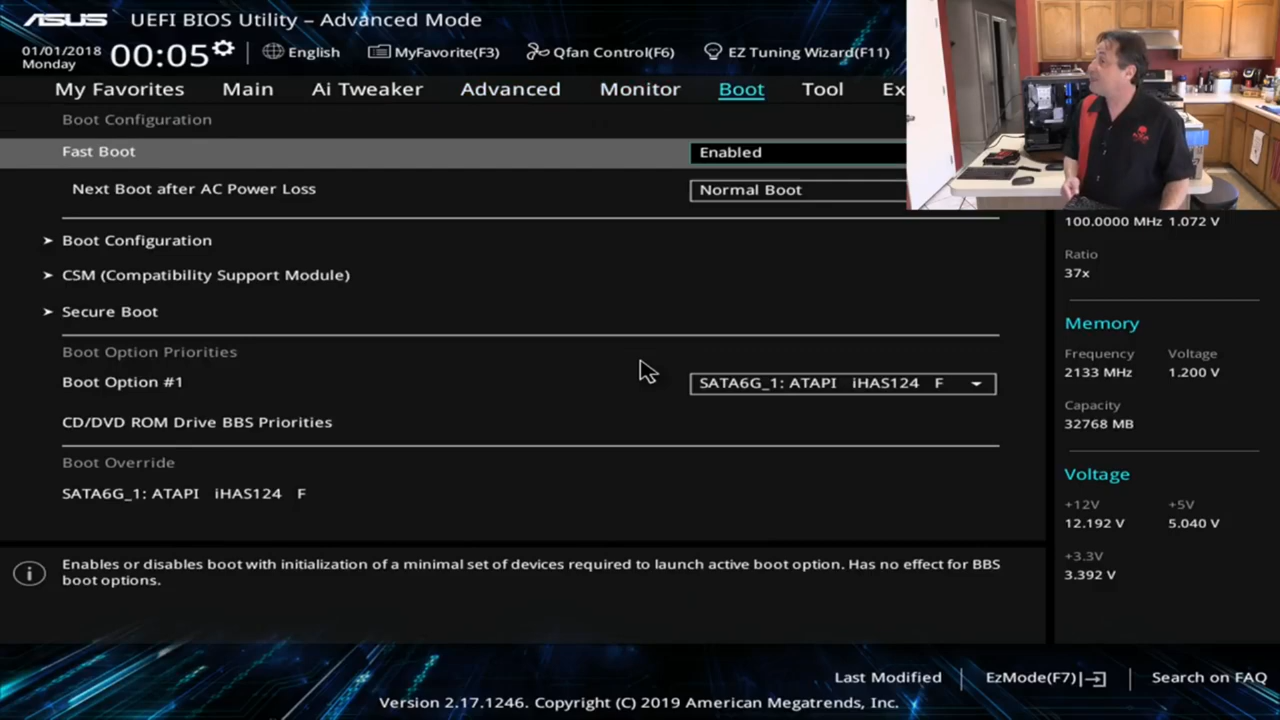 ASUS UEFI BIOS Utility – Advanced Mode
01/01/2018
Monday
00:05
English
MyFavorite(F3)
Qfan Control(F6)
EZ Tuning Wizard(F11)
My Favorites Main Ai Tweaker Advanced Monitor Boot Tool Ex
Boot Configuration
Fast Boot Enabled
Next Boot after AC Power Loss Normal Boot
Boot Configuration
CSM (Compatibility Support Module)
Secure Boot
Boot Option Priorities
Boot Option #1 SATA6G_1: ATAPI iHAS124 F
CD/DVD ROM Drive BBS Priorities
Boot Override
SATA6G_1: ATAPI iHAS124 F
100.0000 MHz 1.072 V
Ratio
37x
Memory
Frequency Voltage
2133 MHz 1.200 V
Capacity
32768 MB
Voltage
+12V +5V
12.192 V 5.040 V
+3.3V
3.392 V
Enables or disables boot with initialization of a minimal set of devices required to launch active boot option. Has no effect for BBS
boot options.
Last Modified
EzMode(F7)
Search on FAQ
Version 2.17.1246. Copyright (C) 2019 American Megatrends, Inc.